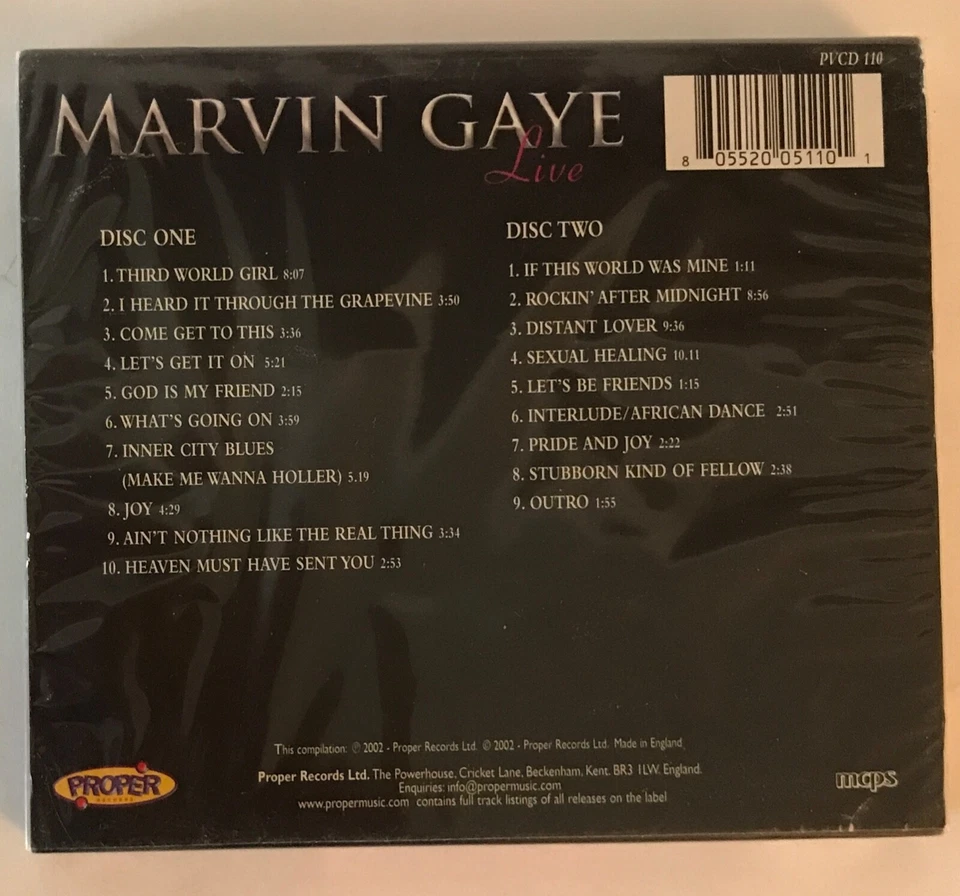 PVCD 110
MARVIN GAYE
Live
8 05520 05110 1
DISC ONE
1. THIRD WORLD GIRL 8:07
2. I HEARD IT THROUGH THE GRAPEVINE 3:50
3. COME GET TO THIS 3:36
4. LET'S GET IT ON 5:21
5. GOD IS MY FRIEND 2:15
6. WHAT'S GOING ON 3:59
7. INNER CITY BLUES
(MAKE ME WANNA HOLLER) 5.19
8. JOY 4:29
9. AIN'T NOTHING LIKE THE REAL THING 3:34
10. HEAVEN MUST HAVE SENT YOU 2:53
DISC TWO
1. IF THIS WORLD WAS MINE 1:11
2. ROCKIN' AFTER MIDNIGHT 8:56
3. DISTANT LOVER 9:36
4. SEXUAL HEALING 10.11
5. LET'S BE FRIENDS 1:15
6. INTERLUDE/AFRICAN DANCE 2:51
7. PRIDE AND JOY 2:22
8. STUBBORN KIND OF FELLOW 2:38
9. OUTRO 1:55
This compilation: ℗ 2002 - Proper Records Ltd. © 2002 - Proper Records Ltd. Made in England
Proper Records Ltd. The Powerhouse, Cricket Lane, Beckenham, Kent. BR3 1LW. England.
Enquiries: info@propermusic.com
www.propermusic.com contains full track listings of all releases on the label
PROPER
RECORDS
mcps